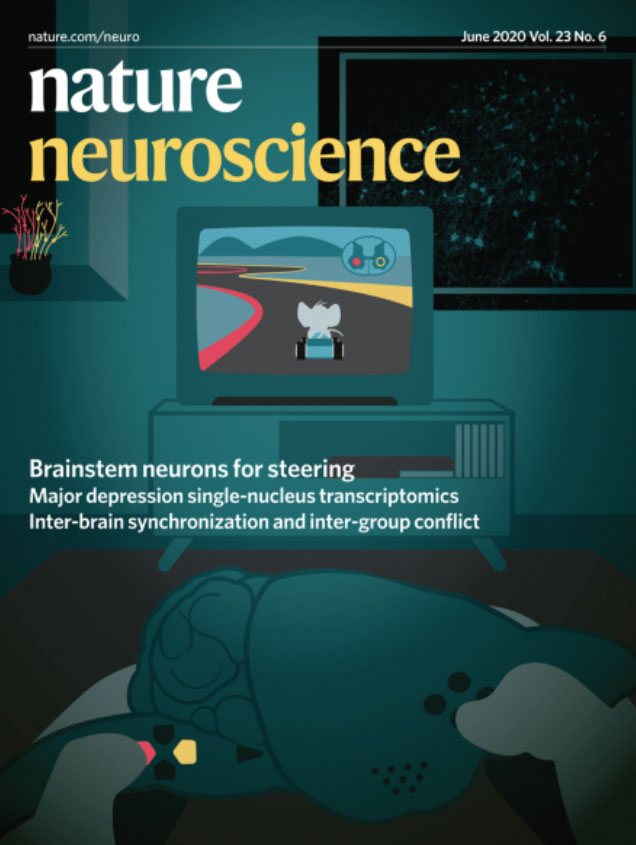 nature.com/neuro
June 2020 Vol. 23 No. 6
nature
neuroscience
Brainstem neurons for steering
Major depression single-nucleus transcriptomics
Inter-brain synchronization and inter-group conflict